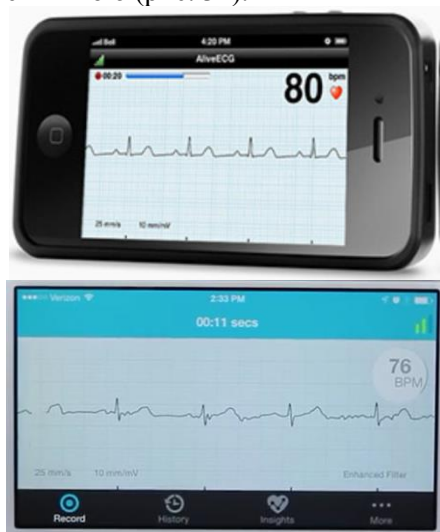 Bell 4:20 PM
AliveECG
00:20 80 bpm
25 mm/s 10 mm/mV
Verizon 2:33 PM
00:11 secs
76
BPM
25 mm/s 10 mm/mV Enhanced Filter
Record History Insights More